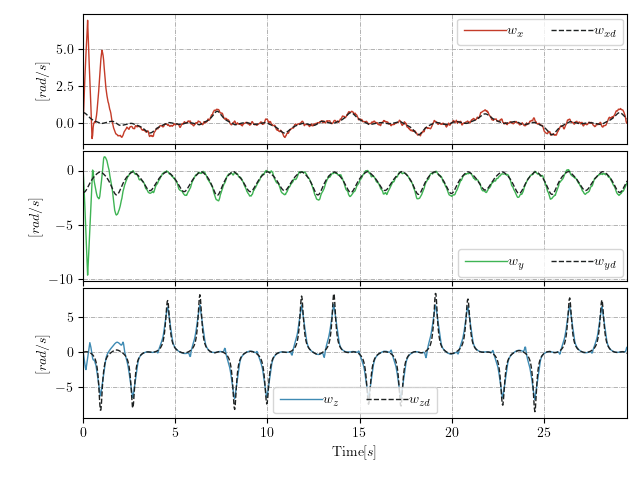 5.0
2.5
0.0
[rad/s]
w_x w_xd
0
−5
−10
[rad/s]
w_y w_yd
5
0
−5
[rad/s]
w_z w_zd
0 5 10 15 20 25
Time[s]